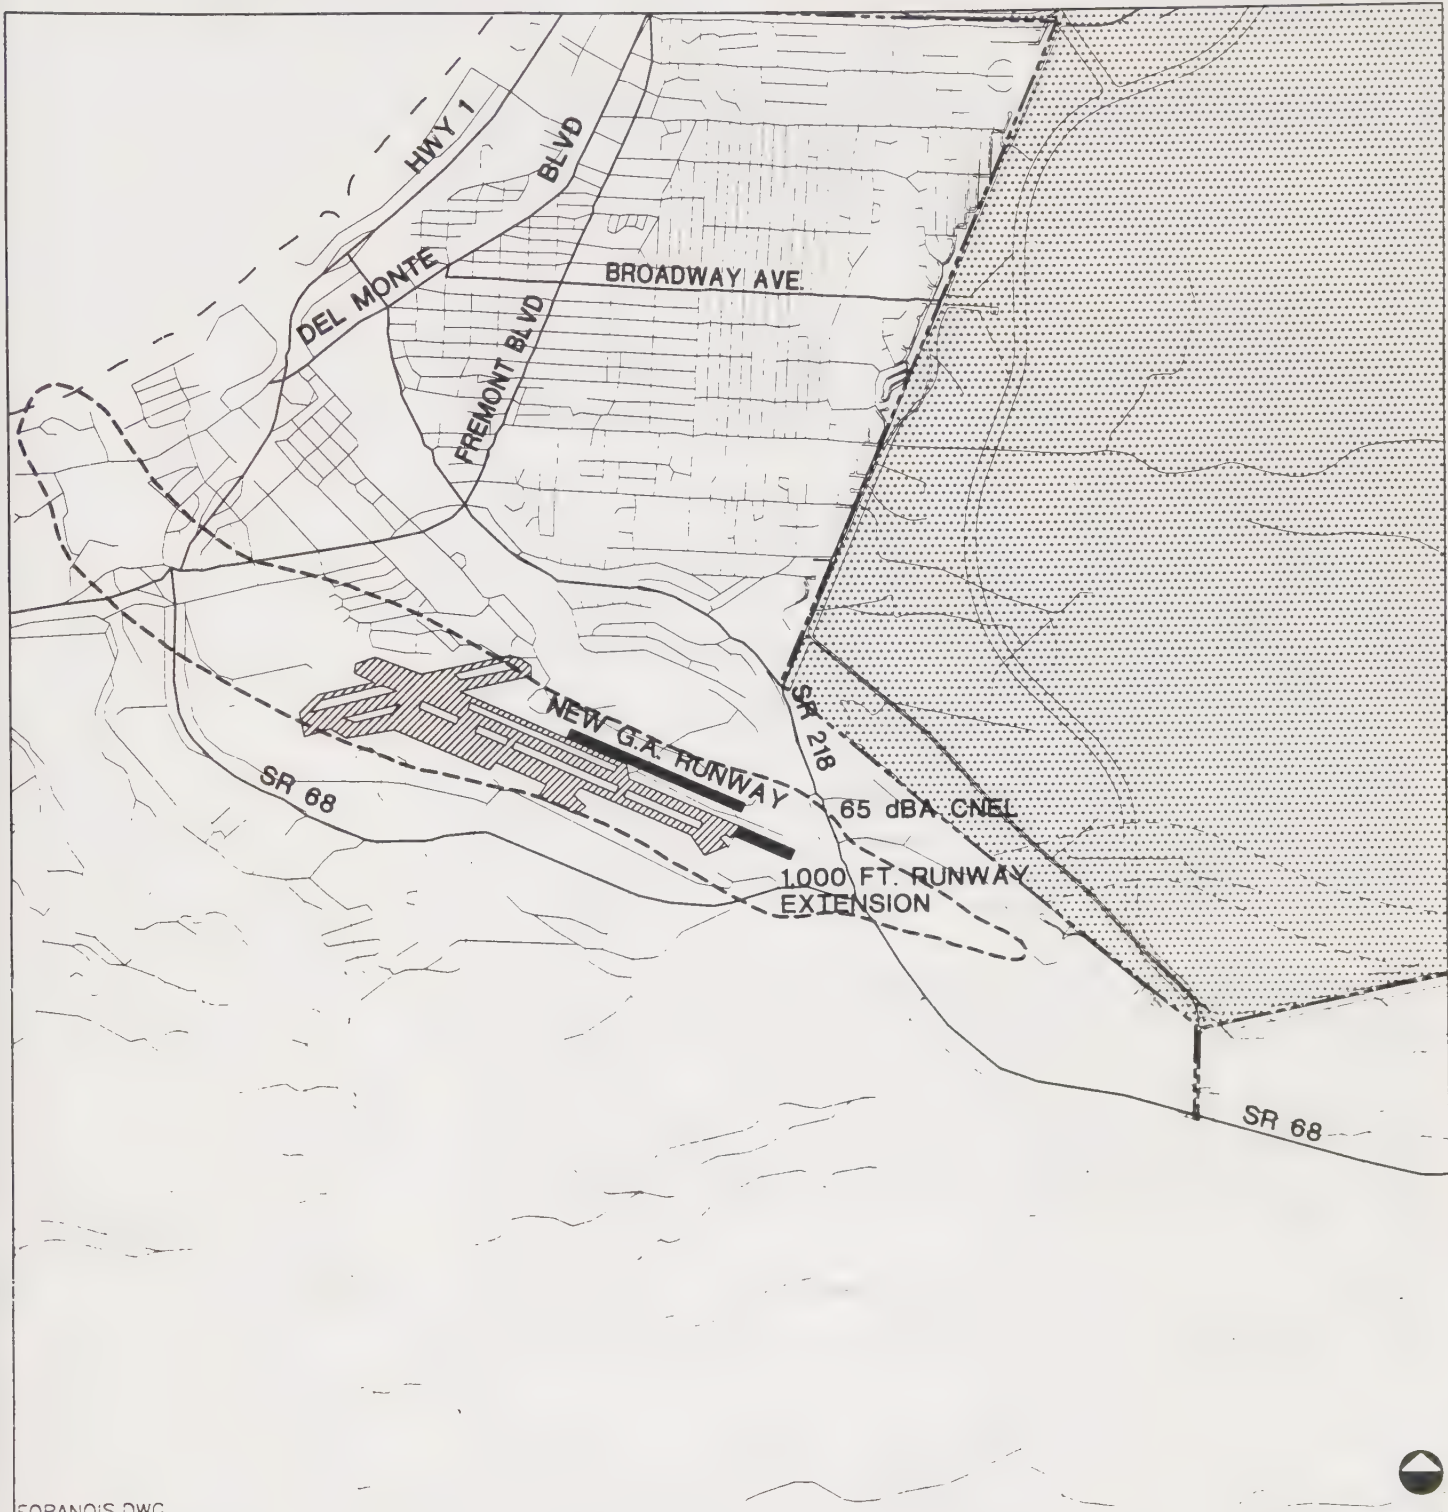 HWY 1
BLVD
DEL MONTE
BROADWAY AVE.
FREMONT BLVD
SR 218
NEW G.A. RUNWAY
SR 68
65 dBA CNEL
1,000 FT. RUNWAY
EXTENSION
SR 68